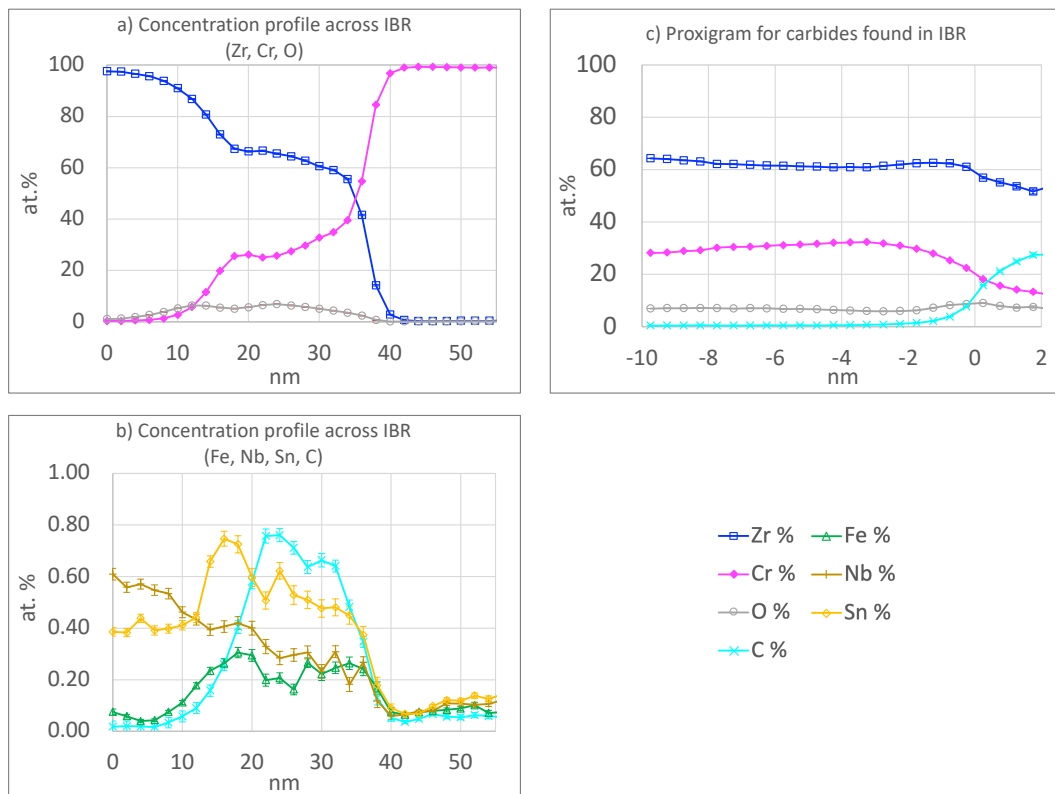 a) Concentration profile across IBR
(Zr, Cr, O)
100
80
60
40
20
0
at.%
0 10 20 30 40 50
nm
c) Proxigram for carbides found in IBR
100
80
60
40
20
0
at.%
-10 -8 -6 -4 -2 0 2
nm
b) Concentration profile across IBR
(Fe, Nb, Sn, C)
1.00
0.80
0.60
0.40
0.20
0.00
at. %
0 10 20 30 40 50
nm
Zr % Fe %
Cr % Nb %
O % Sn %
C %